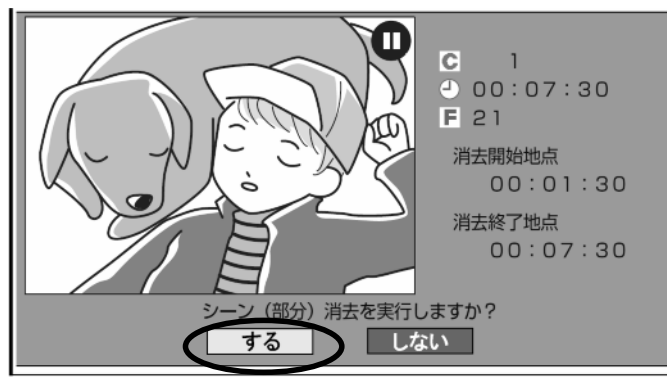 C 1
00:07:30
F 21
消去開始地点
00:01:30
消去終了地点
00:07:30
シーン（部分）消去を実行しますか？
する しない